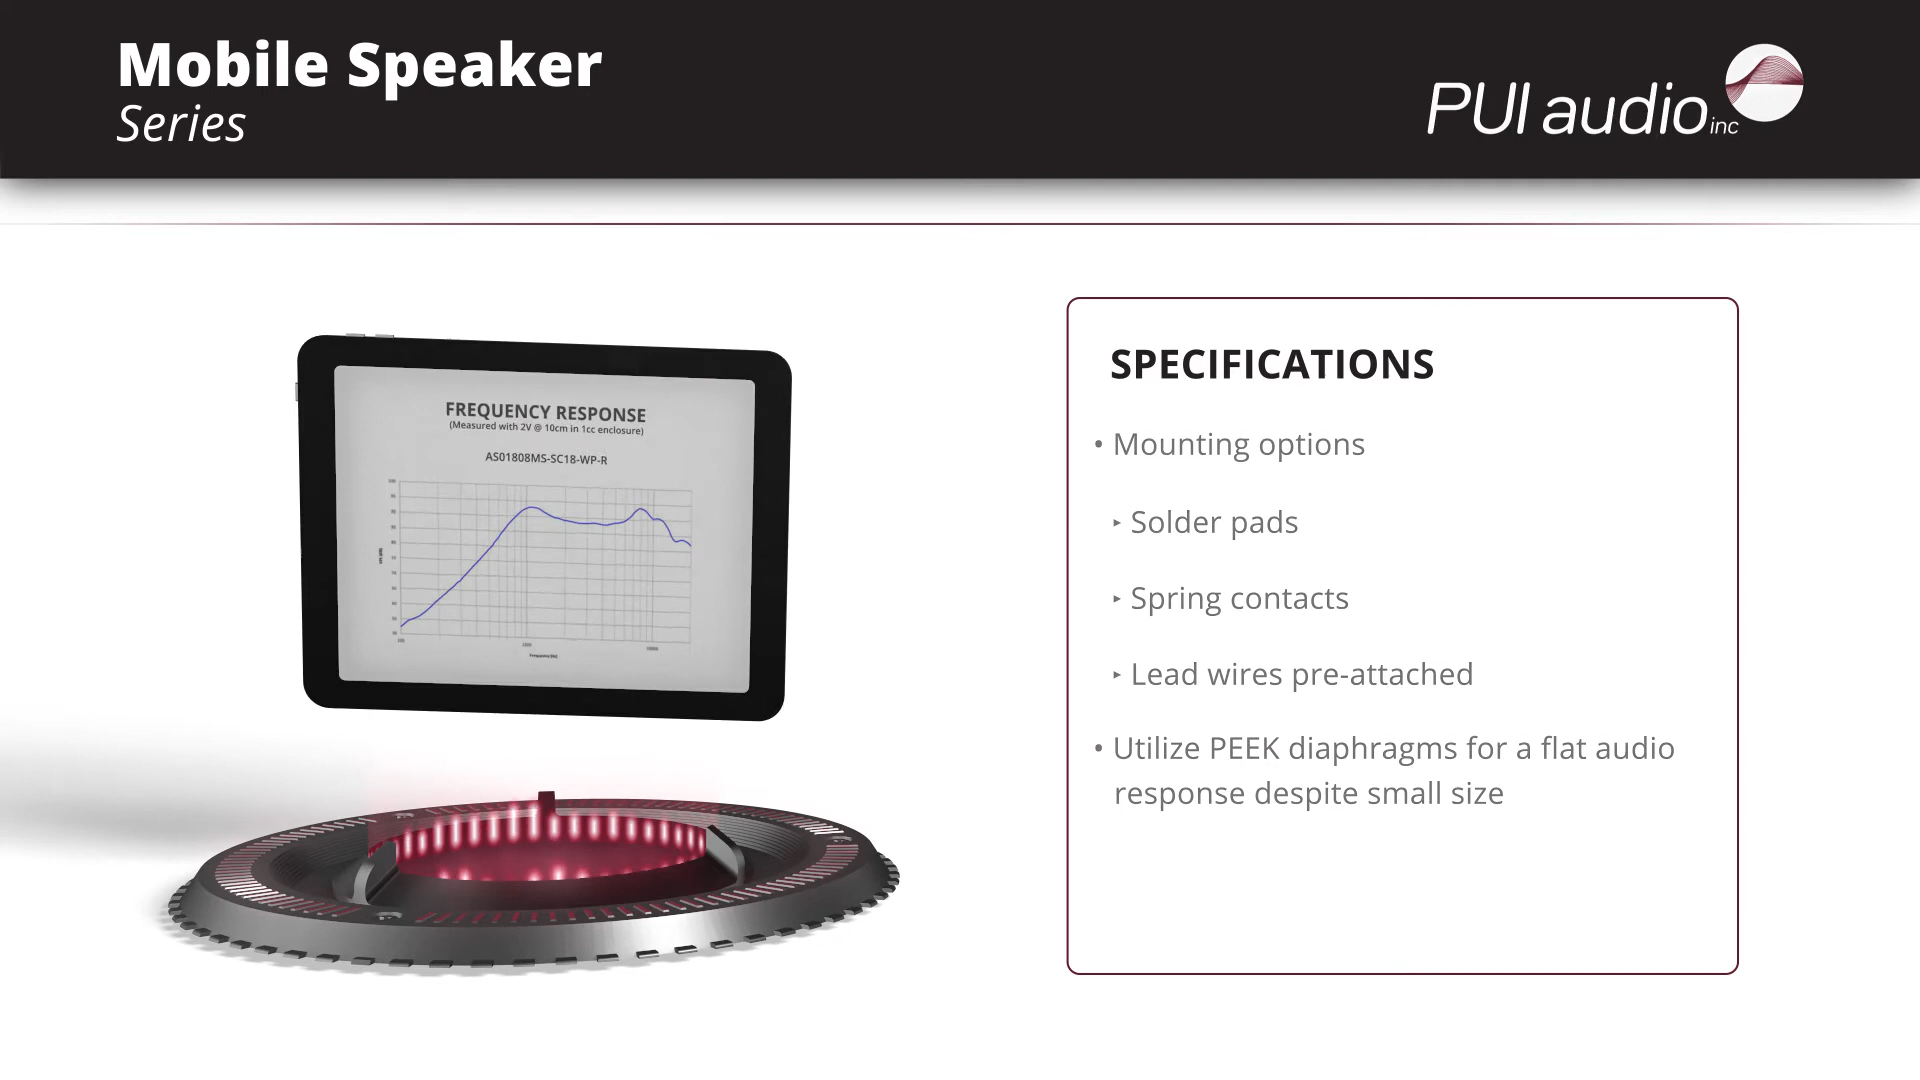 Mobile Speaker
Series
PUI audio inc
FREQUENCY RESPONSE
(Measured with 2V @ 10cm in 1cc enclosure)
AS01808MS-SC18-WP-R
SPECIFICATIONS
• Mounting options
‣ Solder pads
‣ Spring contacts
‣ Lead wires pre-attached
• Utilize PEEK diaphragms for a flat audio
response despite small size